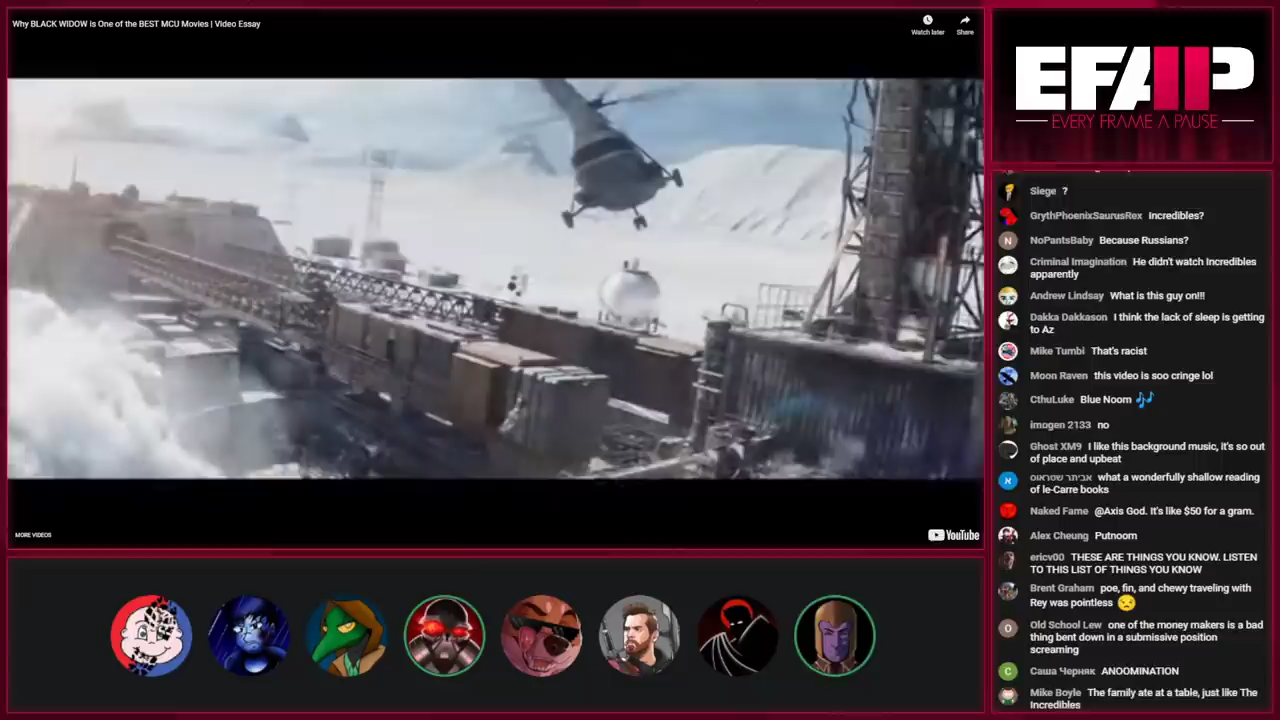 Why BLACK WIDOW is One of the BEST MCU Movies | Video Essay
Watch later
Share
MORE VIDEOS
YouTube
EFAP
EVERY FRAME A PAUSE
Siege ?
GrythPhoenixSaurusRex Incredibles?
NoPantsBaby Because Russians?
Criminal Imagination He didn't watch Incredibles
apparently
Andrew Lindsay What is this guy on!!!
Dakka Dakkason I think the lack of sleep is getting
to Az
Mike Tumbi That's racist
Moon Raven this video is soo cringe lol
CthuLuke Blue Noom 🎶
imogen 2133 no
Ghost XM9 I like this background music, it's so out
of place and upbeat
אביתר שטראוס what a wonderfully shallow reading
of le-Carre books
Naked Fame @Axis God. It's like $50 for a gram.
Alex Cheung Putnoom
ericv00 THESE ARE THINGS YOU KNOW. LISTEN
TO THIS LIST OF THINGS YOU KNOW
Brent Graham poe, fin, and chewy traveling with
Rey was pointless 😟
Old School Lew one of the money makers is a bad
thing bent down in a submissive position
screaming
Саша Черняк ANOOMINATION
Mike Boyle The family ate at a table, just like The
Incredibles